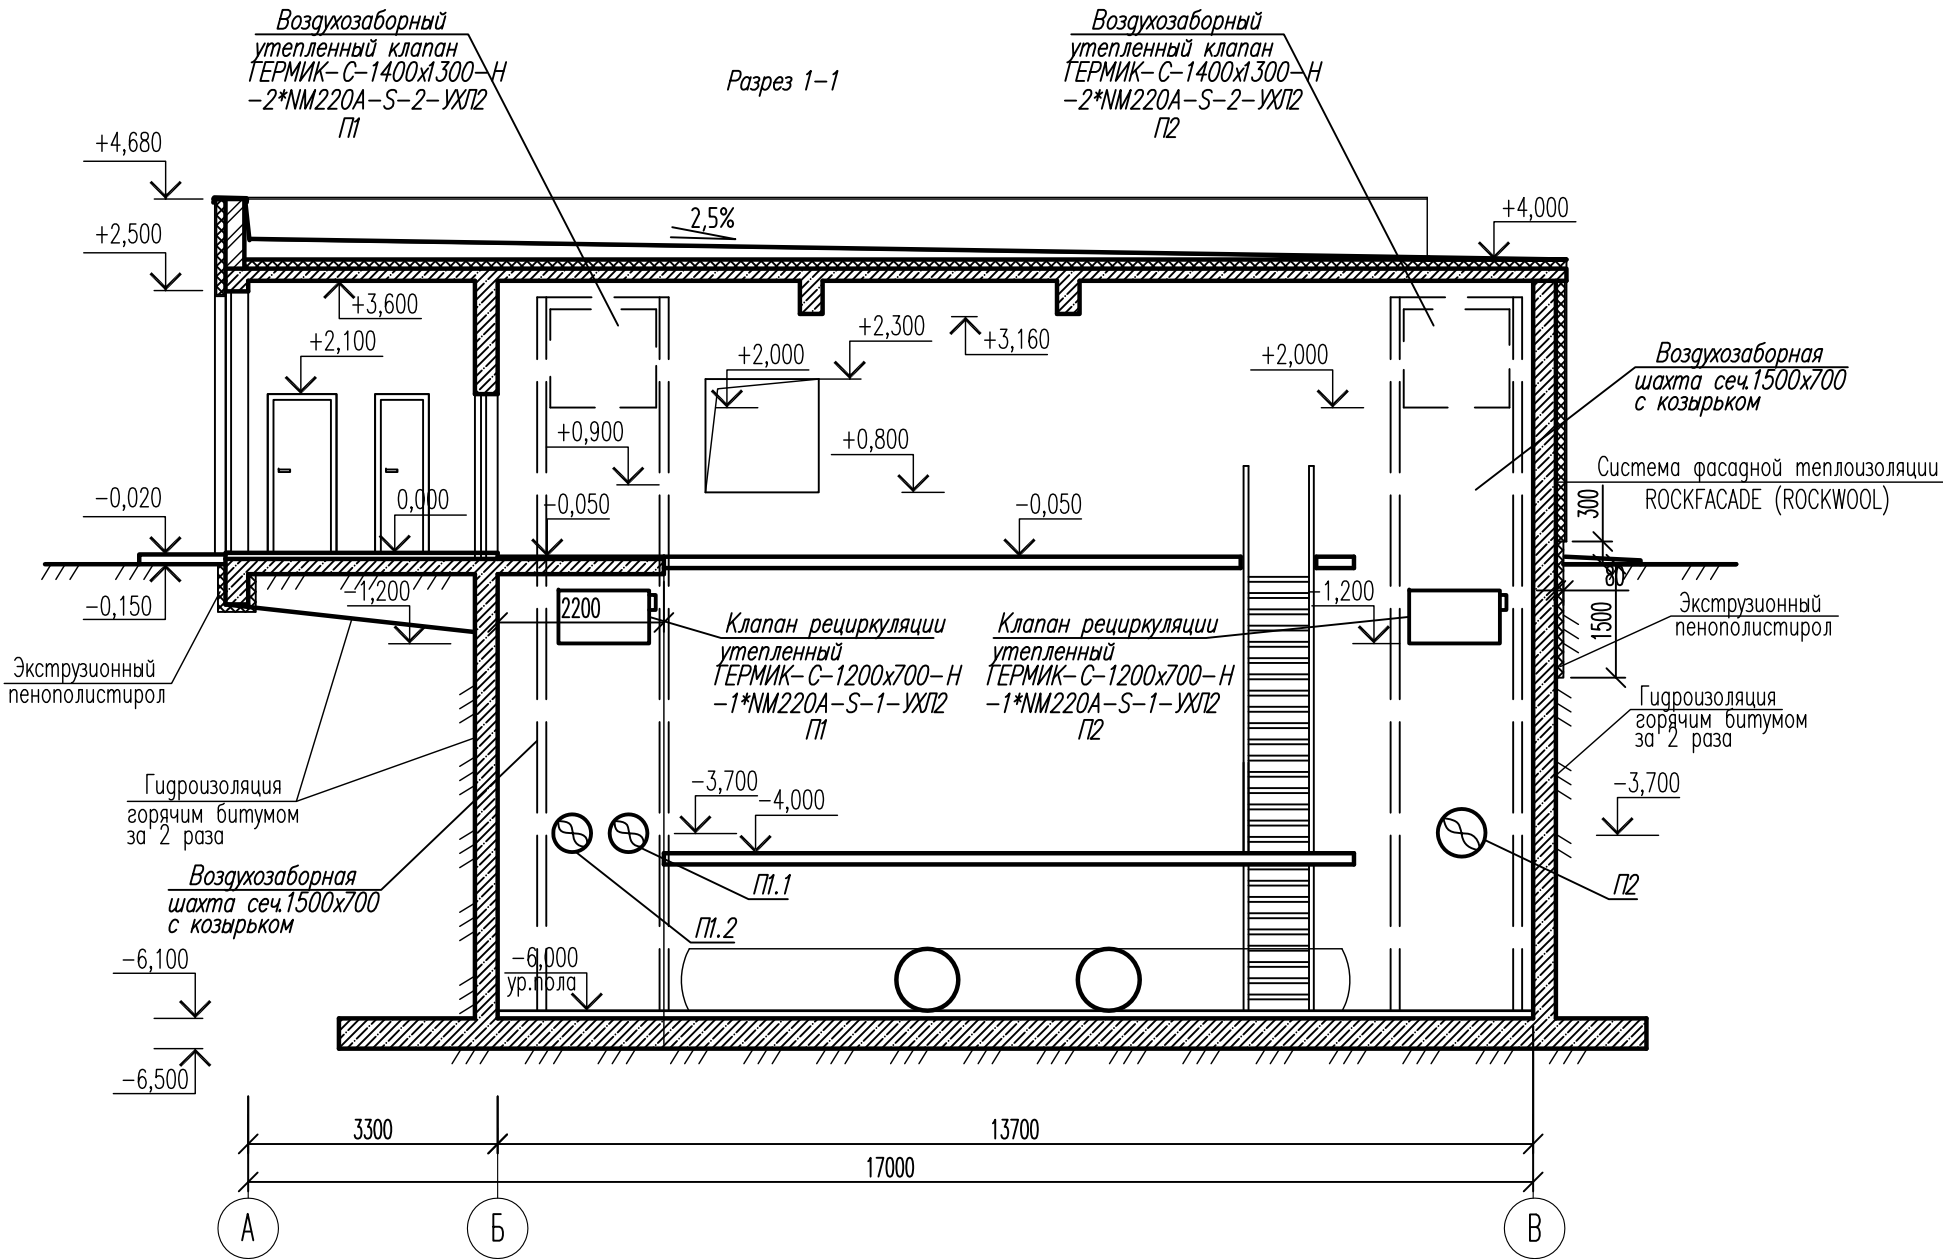 Воздухозаборный
утепленный клапан
ГЕРМИК-С-1400х1300-Н
-2*NM220A-S-2-УХЛ2
П1
Разрез 1-1
Воздухозаборный
утепленный клапан
ГЕРМИК-С-1400х1300-Н
-2*NM220A-S-2-УХЛ2
П2
+4,680
+2,500
2,5%
+4,000
+3,600
+2,100
+2,000
+2,300
+3,160
+2,000
Воздухозаборная
шахта сеч.1500х700
с козырьком
+0,900
+0,800
Система фасадной теплоизоляции
ROCKFACADE (ROCKWOOL)
300
-0,020
0,000
-0,050
-0,050
-0,150
-1,200
2200
-1,200
80
1500
Экструзионный
пенополистирол
Клапан рециркуляции
утепленный
ГЕРМИК-С-1200х700-Н
-1*NM220A-S-1-УХЛ2
П1
Клапан рециркуляции
утепленный
ГЕРМИК-С-1200х700-Н
-1*NM220A-S-1-УХЛ2
П2
Экструзионный
пенополистирол
Гидроизоляция
горячим битумом
за 2 раза
Гидроизоляция
горячим битумом
за 2 раза
-3,700
-4,000
-3,700
Воздухозаборная
шахта сеч.1500х700
с козырьком
П1.1
П1.2
П2
-6,100
-6,000
ур.пола
-6,500
3300
13700
17000
А
Б
В